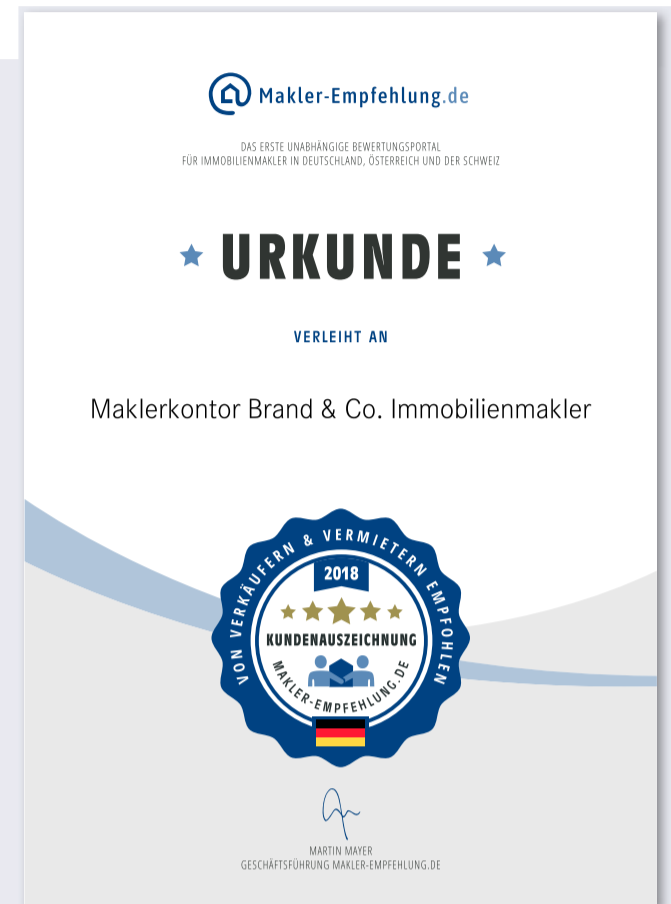 Makler-Empfehlung.de
DAS ERSTE UNABHÄNGIGE BEWERTUNGSPORTAL
FÜR IMMOBILIENMAKLER IN DEUTSCHLAND, ÖSTERREICH UND DER SCHWEIZ
URKUNDE
VERLEIHT AN
Maklerkontor Brand & Co. Immobilienmakler
VON VERKÄUFERN & VERMIETERN EMPFOHLEN
2018
KUNDENAUSZEICHNUNG
MAKLER-EMPFEHLUNG.DE
MARTIN MAYER
GESCHÄFTSFÜHRUNG MAKLER-EMPFEHLUNG.DE